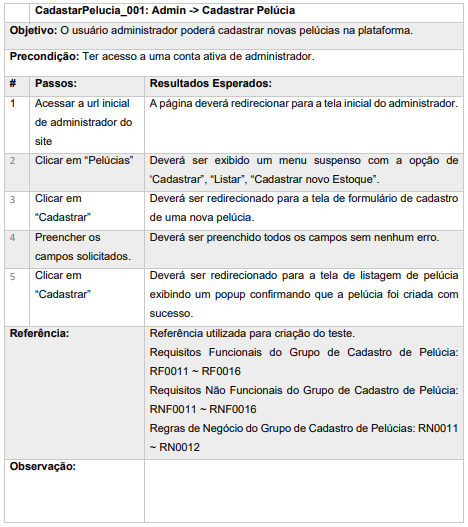 CadastarPelucia_001: Admin -> Cadastrar Pelúcia
Objetivo: O usuário administrador poderá cadastrar novas pelúcias na plataforma.
Precondição: Ter acesso a uma conta ativa de administrador.
# Passos: Resultados Esperados:
1 Acessar a url inicial de administrador do site A página deverá redirecionar para a tela inicial do administrador.
2 Clicar em “Pelúcias” Deverá ser exibido um menu suspenso com a opção de
‘Cadastrar”, “Listar”, “Cadastrar novo Estoque”.
3 Clicar em “Cadastrar” Deverá ser redirecionado para a tela de formulário de cadastro
de uma nova pelúcia.
4 Preencher os campos solicitados. Deverá ser preenchido todos os campos sem nenhum erro.
5 Clicar em “Cadastrar” Deverá ser redirecionado para a tela de listagem de pelúcia
exibindo um popup confirmando que a pelúcia foi criada com
sucesso.
Referência: Referência utilizada para criação do teste.
Requisitos Funcionais do Grupo de Cadastro de Pelúcia:
RF0011 ~ RF0016
Requisitos Não Funcionais do Grupo de Cadastro de Pelúcia:
RNF0011 ~ RNF0016
Regras de Negócio do Grupo de Cadastro de Pelúcias: RN0011
~ RN0012
Observação: